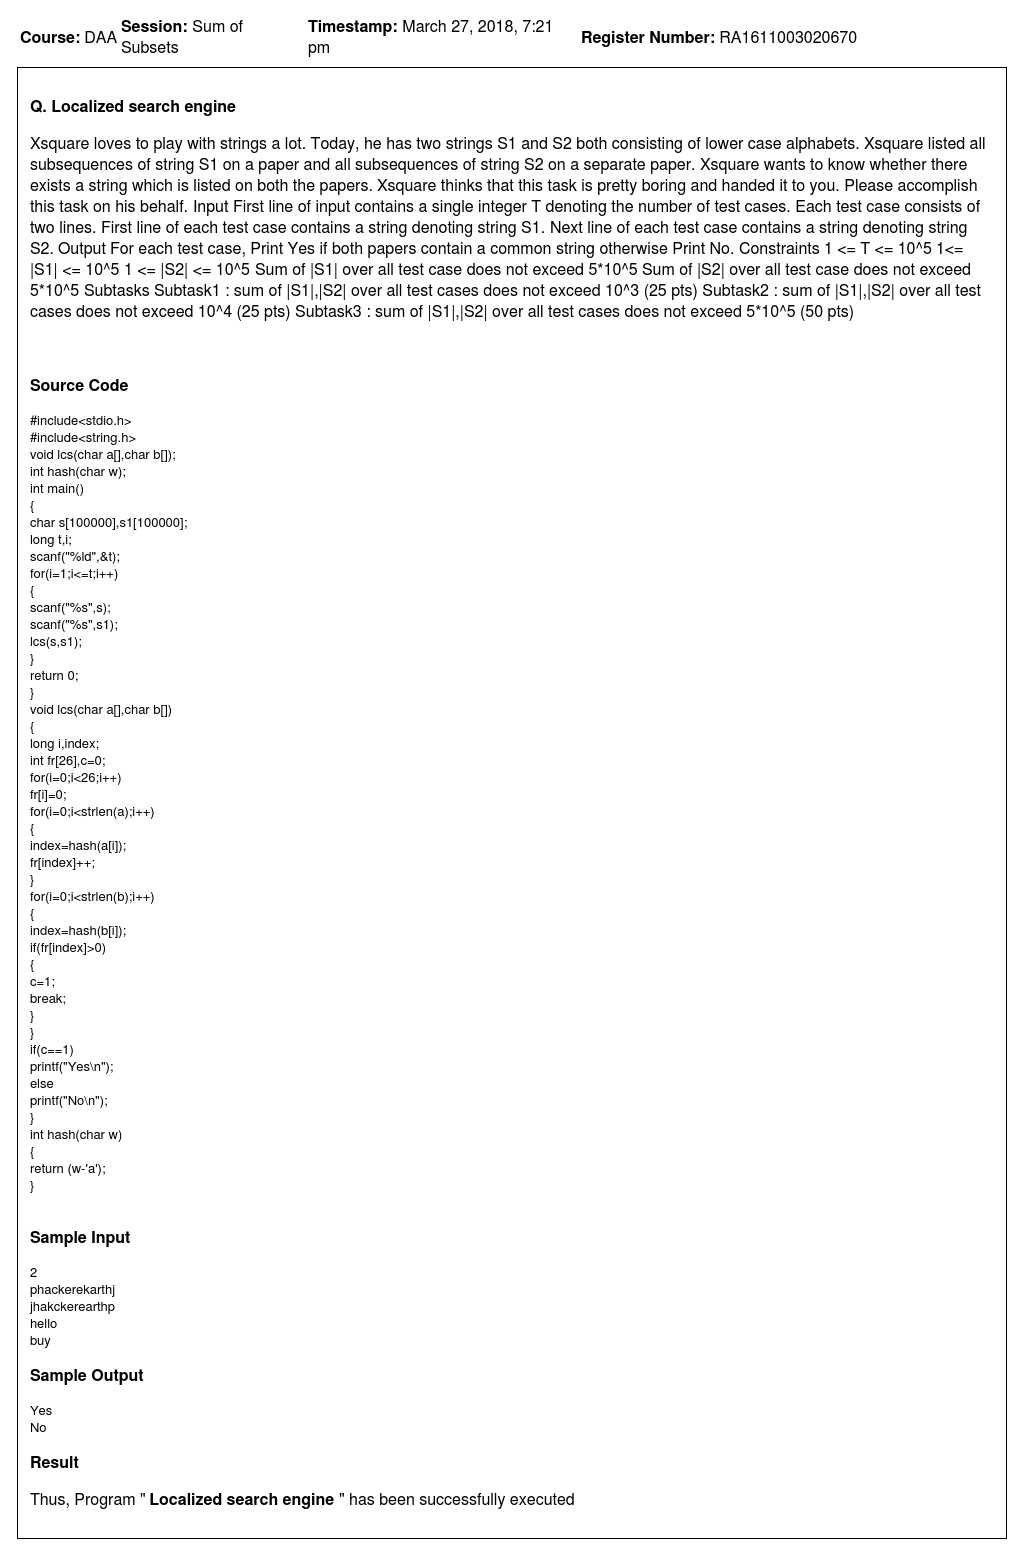 Course: DAA Session: Sum of Subsets Timestamp: March 27, 2018, 7:21 pm Register Number: RA1611003020670
Q. Localized search engine
Xsquare loves to play with strings a lot. Today, he has two strings S1 and S2 both consisting of lower case alphabets. Xsquare listed all
subsequences of string S1 on a paper and all subsequences of string S2 on a separate paper. Xsquare wants to know whether there
exists a string which is listed on both the papers. Xsquare thinks that this task is pretty boring and handed it to you. Please accomplish
this task on his behalf. Input First line of input contains a single integer T denoting the number of test cases. Each test case consists of
two lines. First line of each test case contains a string denoting string S1. Next line of each test case contains a string denoting string
S2. Output For each test case, Print Yes if both papers contain a common string otherwise Print No. Constraints 1 <= T <= 10^5 1<=
|S1| <= 10^5 1 <= |S2| <= 10^5 Sum of |S1| over all test case does not exceed 5*10^5 Sum of |S2| over all test case does not exceed
5*10^5 Subtasks Subtask1 : sum of |S1|,|S2| over all test cases does not exceed 10^3 (25 pts) Subtask2 : sum of |S1|,|S2| over all test
cases does not exceed 10^4 (25 pts) Subtask3 : sum of |S1|,|S2| over all test cases does not exceed 5*10^5 (50 pts)
Source Code
#include<stdio.h>
#include<string.h>
void lcs(char a[],char b[]);
int hash(char w);
int main()
{
char s[100000],s1[100000];
long t,i;
scanf("%ld",&t);
for(i=1;i<=t;i++)
{
scanf("%s",s);
scanf("%s",s1);
lcs(s,s1);
}
return 0;
}
void lcs(char a[],char b[])
{
long i,index;
int fr[26],c=0;
for(i=0;i<26;i++)
fr[i]=0;
for(i=0;i<strlen(a);i++)
{
index=hash(a[i]);
fr[index]++;
}
for(i=0;i<strlen(b);i++)
{
index=hash(b[i]);
if(fr[index]>0)
{
c=1;
break;
}
}
if(c==1)
printf("Yes\n");
else
printf("No\n");
}
int hash(char w)
{
return (w-'a');
}
Sample Input
2
phackerekarthj
jhakckerearthp
hello
buy
Sample Output
Yes
No
Result
Thus, Program " Localized search engine " has been successfully executed